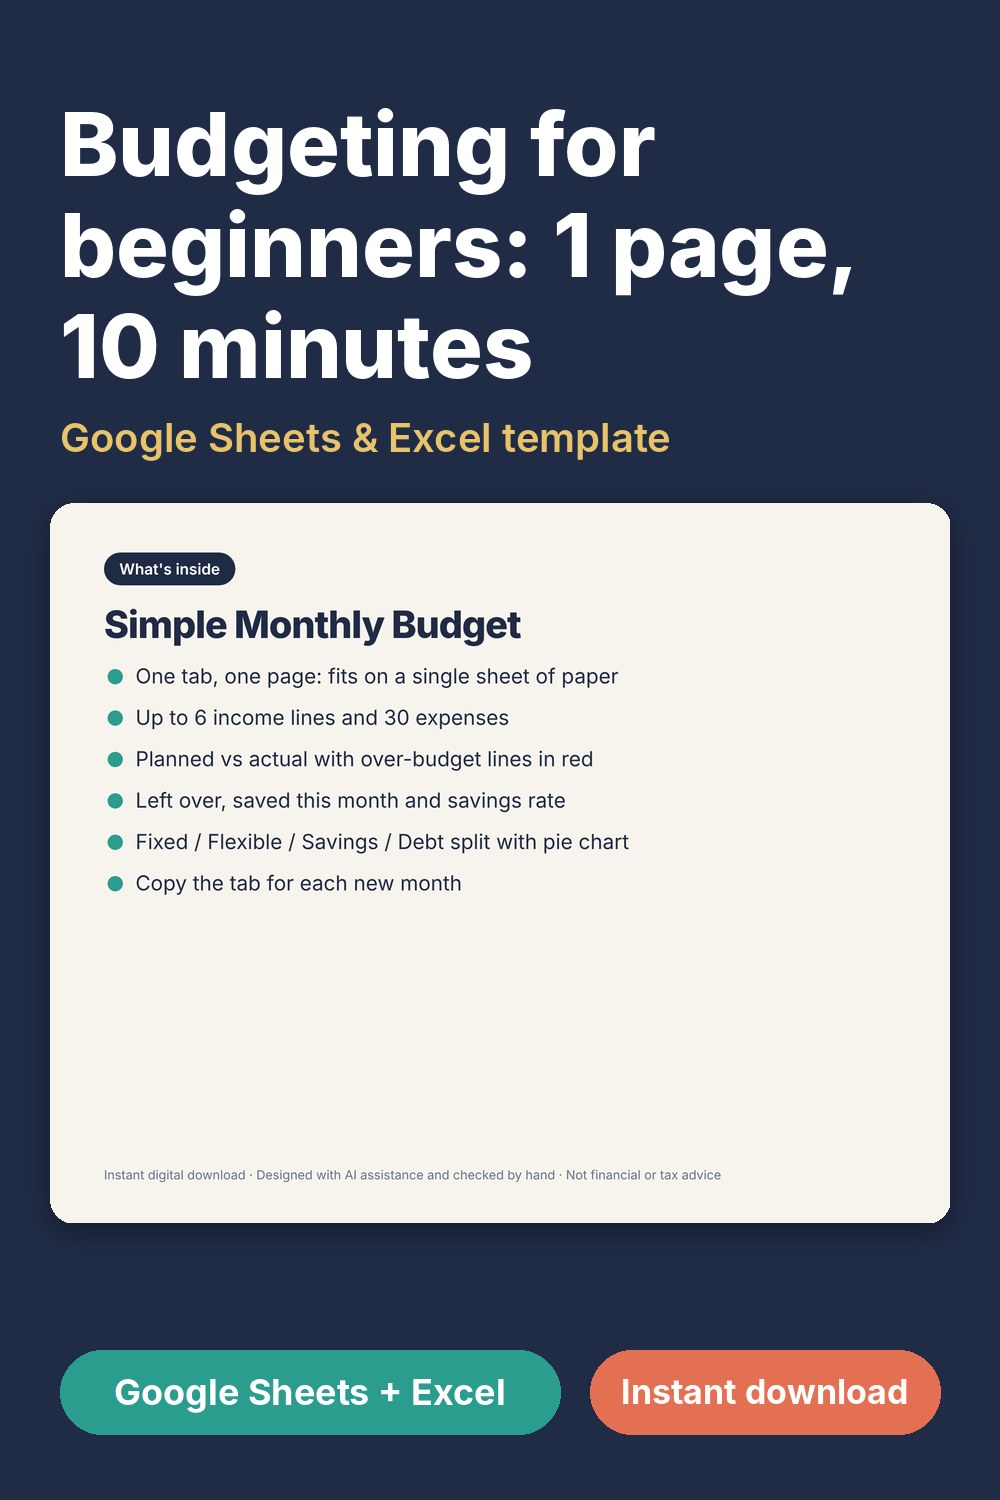 Budgeting for
beginners: 1 page,
10 minutes
Google Sheets & Excel template
What's inside
Simple Monthly Budget
One tab, one page: fits on a single sheet of paper
Up to 6 income lines and 30 expenses
Planned vs actual with over-budget lines in red
Left over, saved this month and savings rate
Fixed / Flexible / Savings / Debt split with pie chart
Copy the tab for each new month
Instant digital download · Designed with AI assistance and checked by hand · Not financial or tax advice
Google Sheets + Excel
Instant download